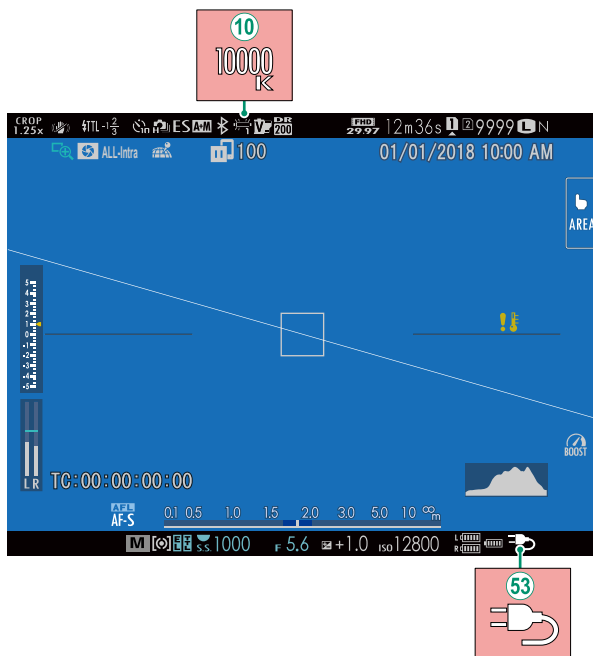 10
10000
K
CROP
1.25x
TTL -1 2/3
in
ES
A+M
V
DR
200
FHD
29.97
12m36s
1
2
9999
L
N
ALL-Intra
100
01/01/2018 10:00 AM
AREA
5
4
3
2
1
0
-1
-2
-3
-4
-5
!
BOOST
L R
TC:00:00:00:00
AFL
AF-S
0.1 0.5 1.0 1.5 2.0 3.0 5.0 10 ∞ m
M
S.S. 1000
F 5.6
+1.0
ISO 12800
L
R
53